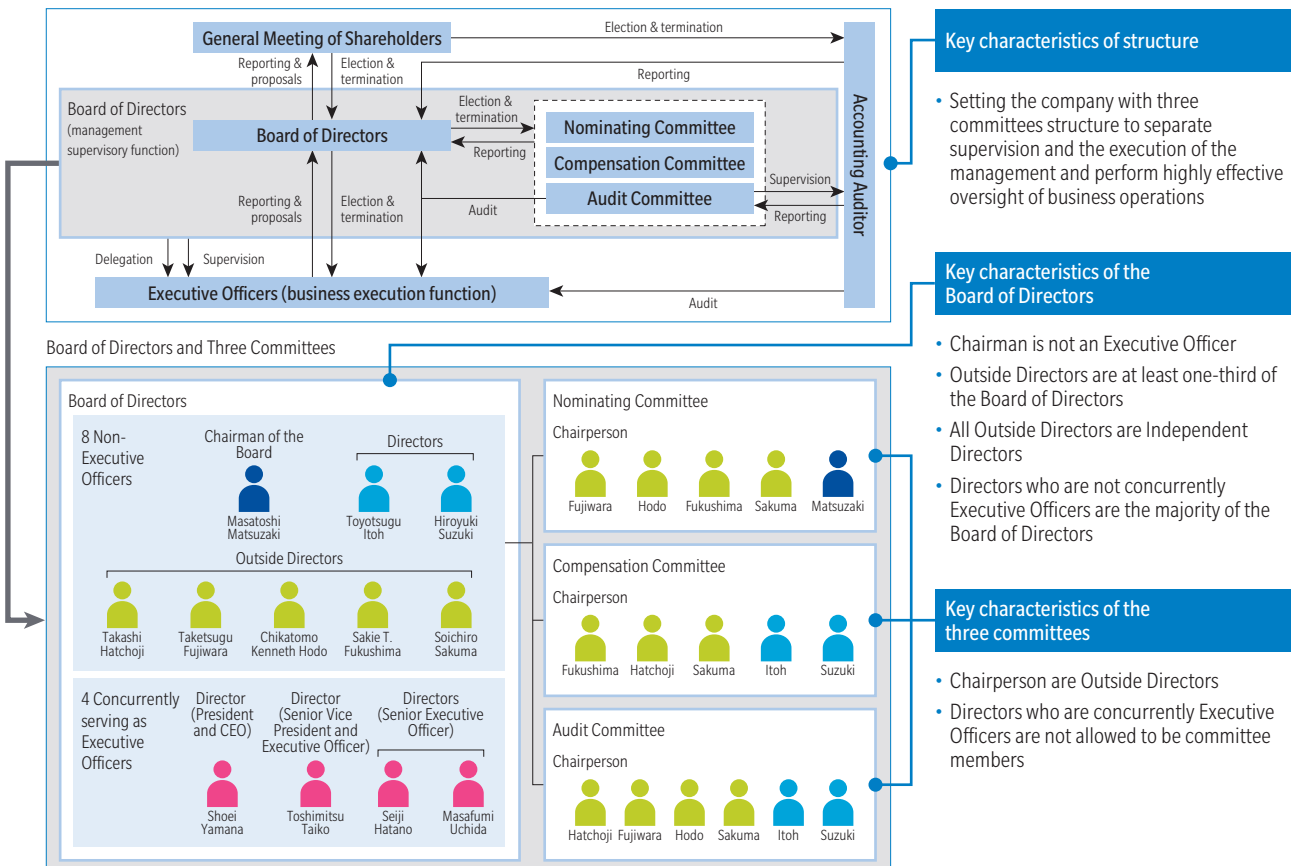 General Meeting of Shareholders
Election & termination
Reporting &
proposals
Election &
termination
Reporting
Board of Directors
(management
supervisory function)
Board of Directors
Election &
termination
Reporting
Nominating Committee
Compensation Committee
Audit Committee
Supervision
Reporting
Accounting Auditor
Reporting &
proposals
Election &
termination
Audit
Delegation
Supervision
Executive Officers (business execution function)
Audit
Key characteristics of structure
• Setting the company with three
committees structure to separate
supervision and the execution of the
management and perform highly effective
oversight of business operations
Key characteristics of the
Board of Directors
• Chairman is not an Executive Officer
• Outside Directors are at least one-third of
the Board of Directors
• All Outside Directors are Independent
Directors
• Directors who are not concurrently
Executive Officers are the majority of the
Board of Directors
Key characteristics of the
three committees
• Chairperson are Outside Directors
• Directors who are concurrently Executive
Officers are not allowed to be committee
members
Board of Directors and Three Committees
Board of Directors
8 Non-
Executive
Officers
Chairman of the
Board
Directors
Masatoshi
Matsuzaki
Toyotsugu
Itoh
Hiroyuki
Suzuki
Outside Directors
Takashi
Hatchoji
Taketsugu
Fujiwara
Chikatomo
Kenneth Hodo
Sakie T.
Fukushima
Soichiro
Sakuma
4 Concurrently
serving as
Executive
Officers
Director
(President
and CEO)
Director
(Senior Vice
President and
Executive Officer)
Directors
(Senior Executive
Officer)
Shoei
Yamana
Toshimitsu
Taiko
Seiji
Hatano
Masafumi
Uchida
Nominating Committee
Chairperson
Fujiwara
Hodo
Fukushima
Sakuma
Matsuzaki
Compensation Committee
Chairperson
Fukushima
Hatchoji
Sakuma
Itoh
Suzuki
Audit Committee
Chairperson
Hatchoji
Fujiwara
Hodo
Sakuma
Itoh
Suzuki